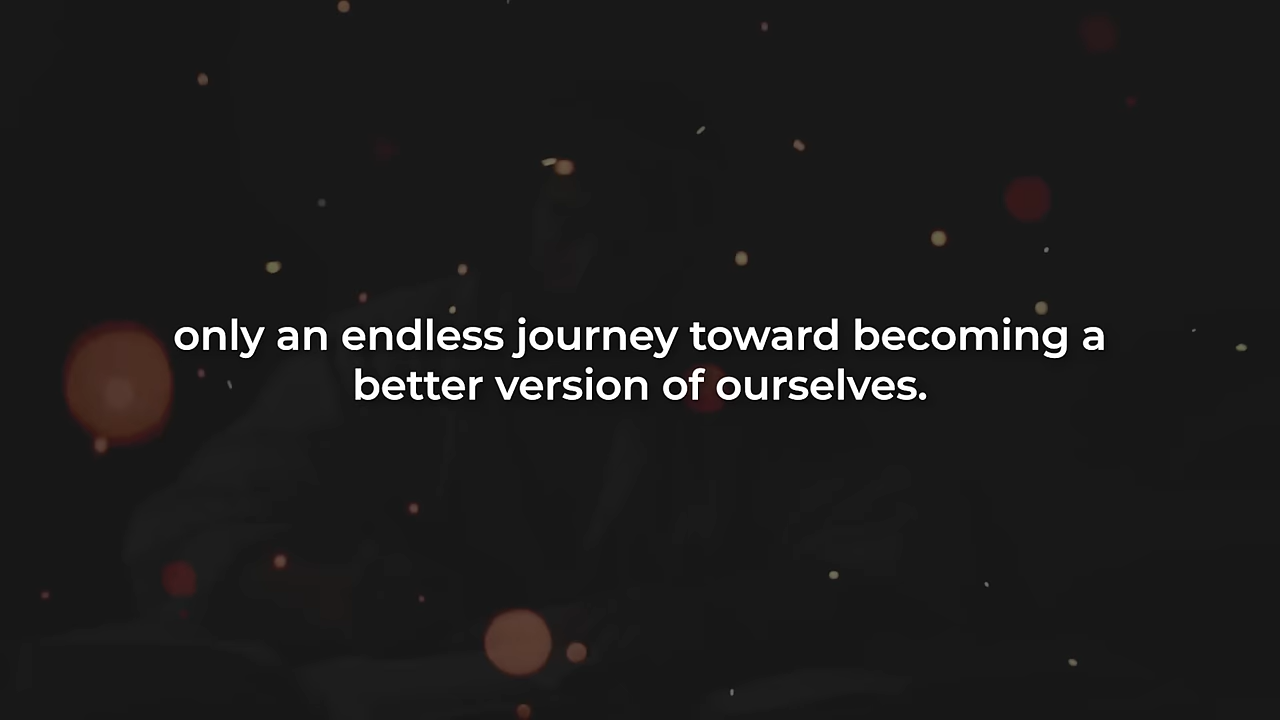 only an endless journey toward becoming a
better version of ourselves.